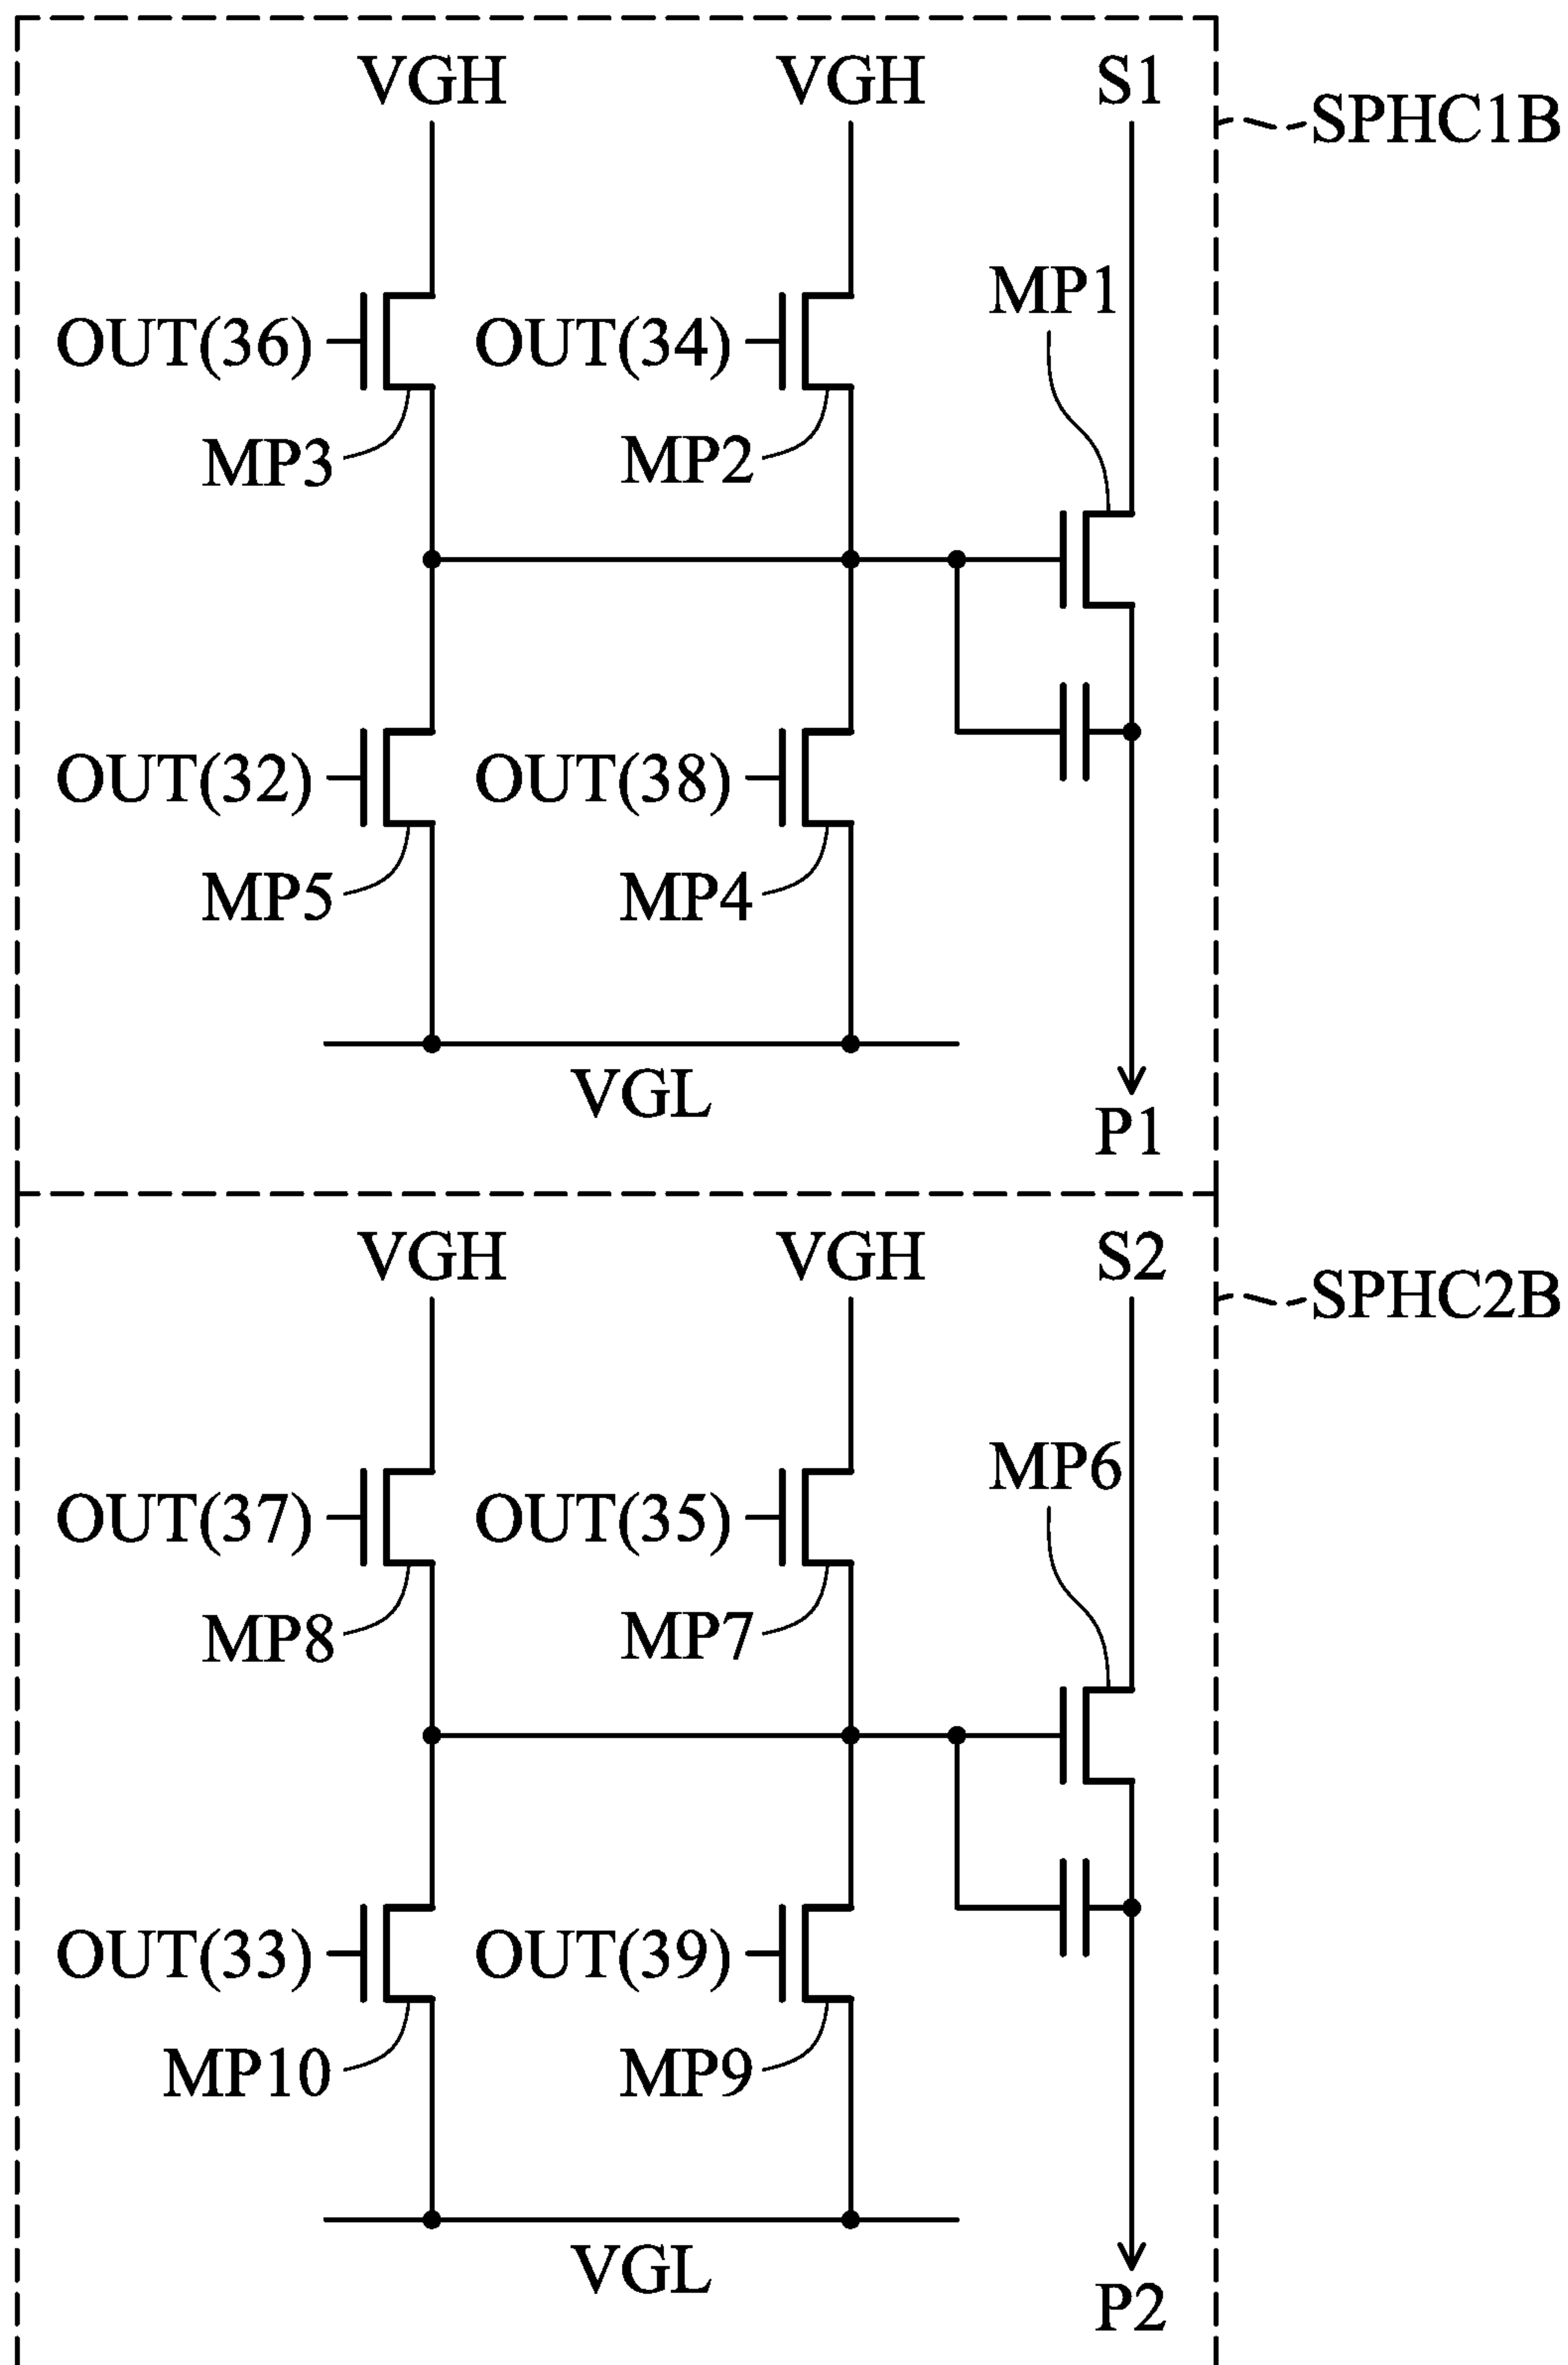 VGH VGH S1
SPHC1B
MP1
OUT(36) OUT(34)
MP3 MP2
OUT(32) OUT(38)
MP5 MP4
VGL
P1
VGH VGH S2
SPHC2B
MP6
OUT(37) OUT(35)
MP8 MP7
OUT(33) OUT(39)
MP10 MP9
VGL
P2